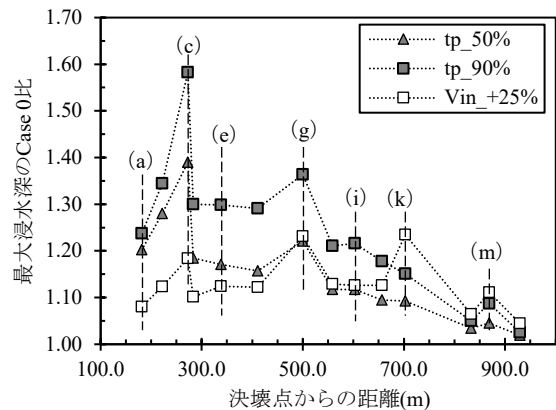 1.70
1.60
1.50
1.40
1.30
1.20
1.10
1.00
最大浸水深のCase 0比
(a)
(c)
(e)
(g)
(i)
(k)
(m)
tp_50%
tp_90%
Vin_+25%
100.0 300.0 500.0 700.0 900.0
決壊点からの距離(m)